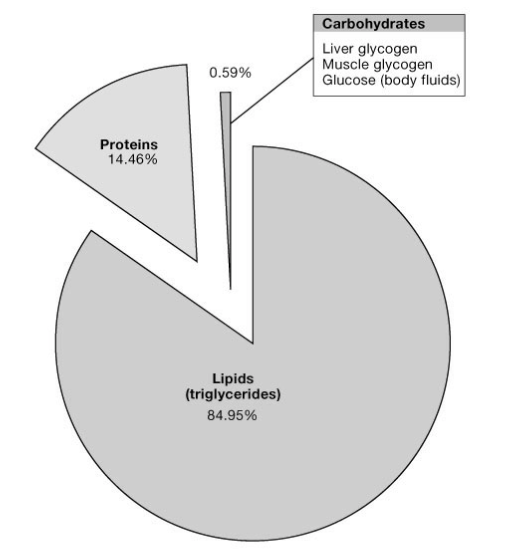 Carbohydrates
Liver glycogen
Muscle glycogen
Glucose (body fluids)
0.59%
Proteins
14.46%
Lipids
(triglycerides)
84.95%